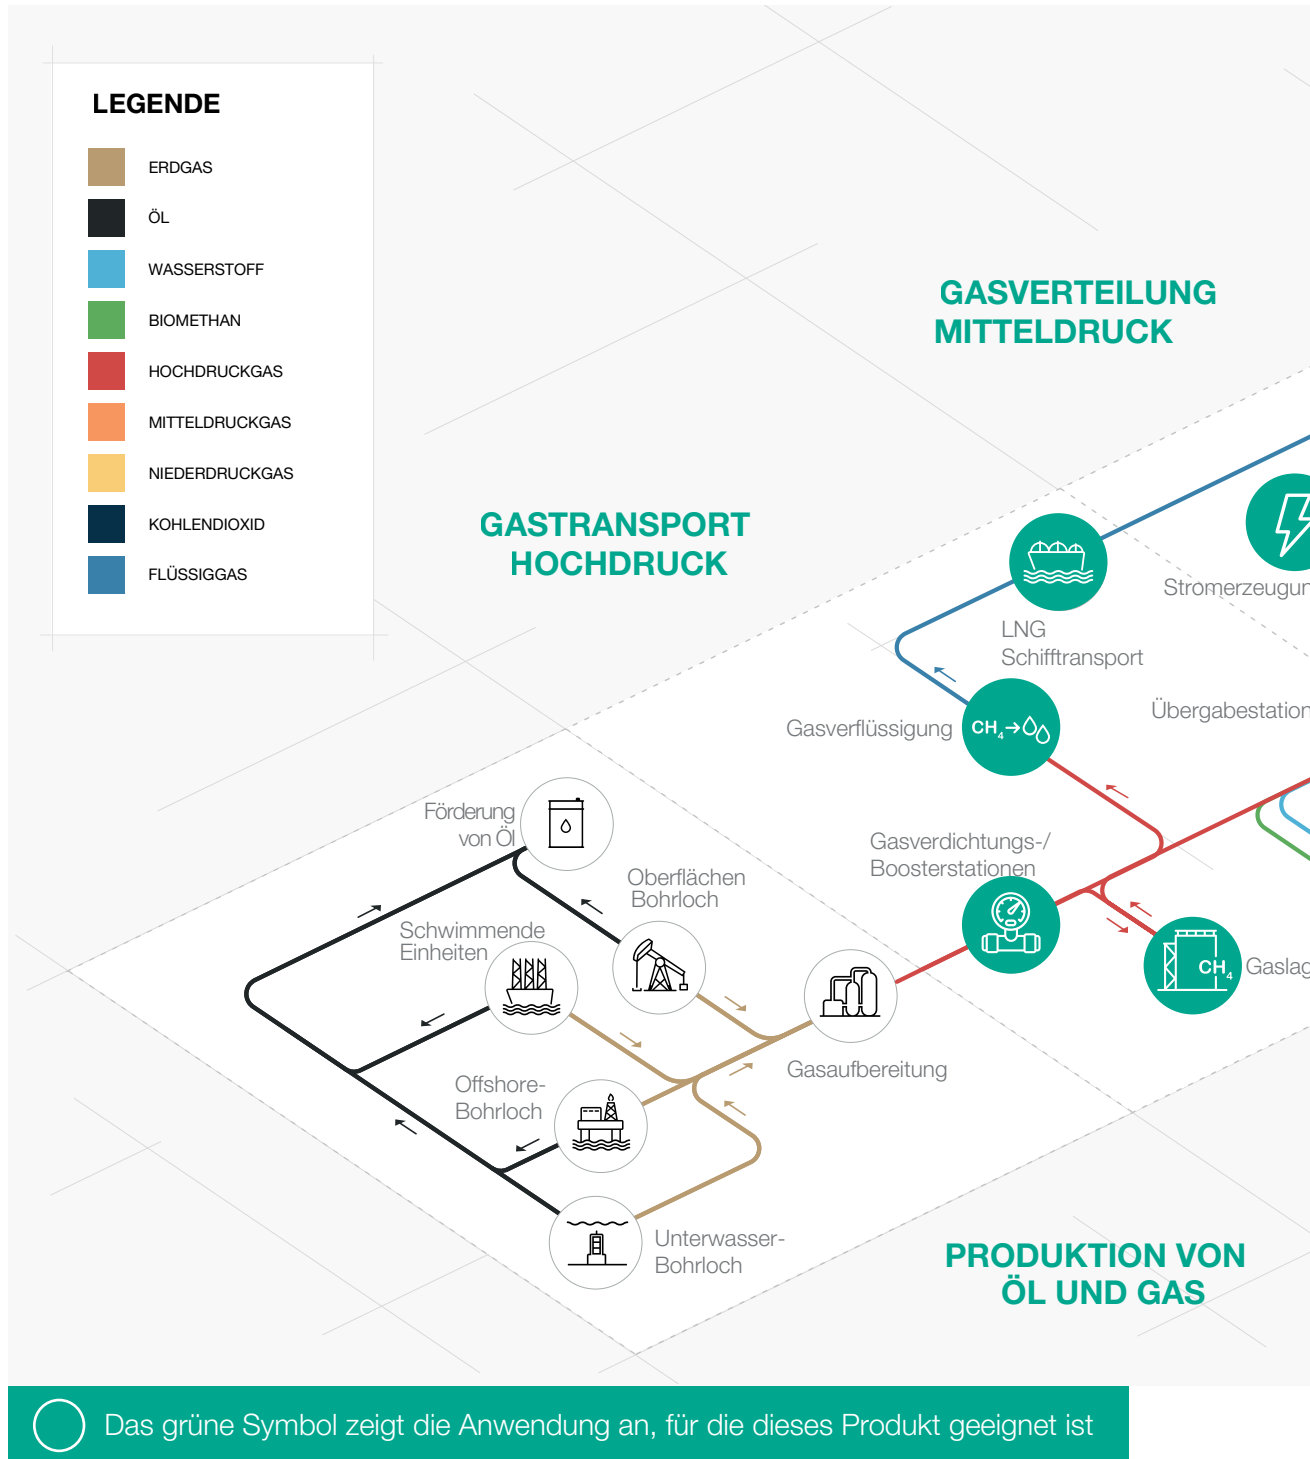 LEGENDE
ERDGAS
ÖL
WASSERSTOFF
BIOMETHAN
HOCHDRUCKGAS
MITTELDRUCKGAS
NIEDERDRUCKGAS
KOHLENDIOXID
FLÜSSIGGAS
GASVERTEILUNG
MITTELDRUCK
GASTRANSPORT
HOCHDRUCK
Stromerzeugun
LNG
Schifftransport
Übergabestation
Gasverflüssigung
CH4→
Förderung
von Öl
Gasverdichtungs-/
Boosterstationen
Oberflächen
Bohrloch
Schwimmende
Einheiten
CH4
Gaslag
Gasaufbereitung
Offshore-
Bohrloch
Unterwasser-
Bohrloch
PRODUKTION VON
ÖL UND GAS
Das grüne Symbol zeigt die Anwendung an, für die dieses Produkt geeignet ist